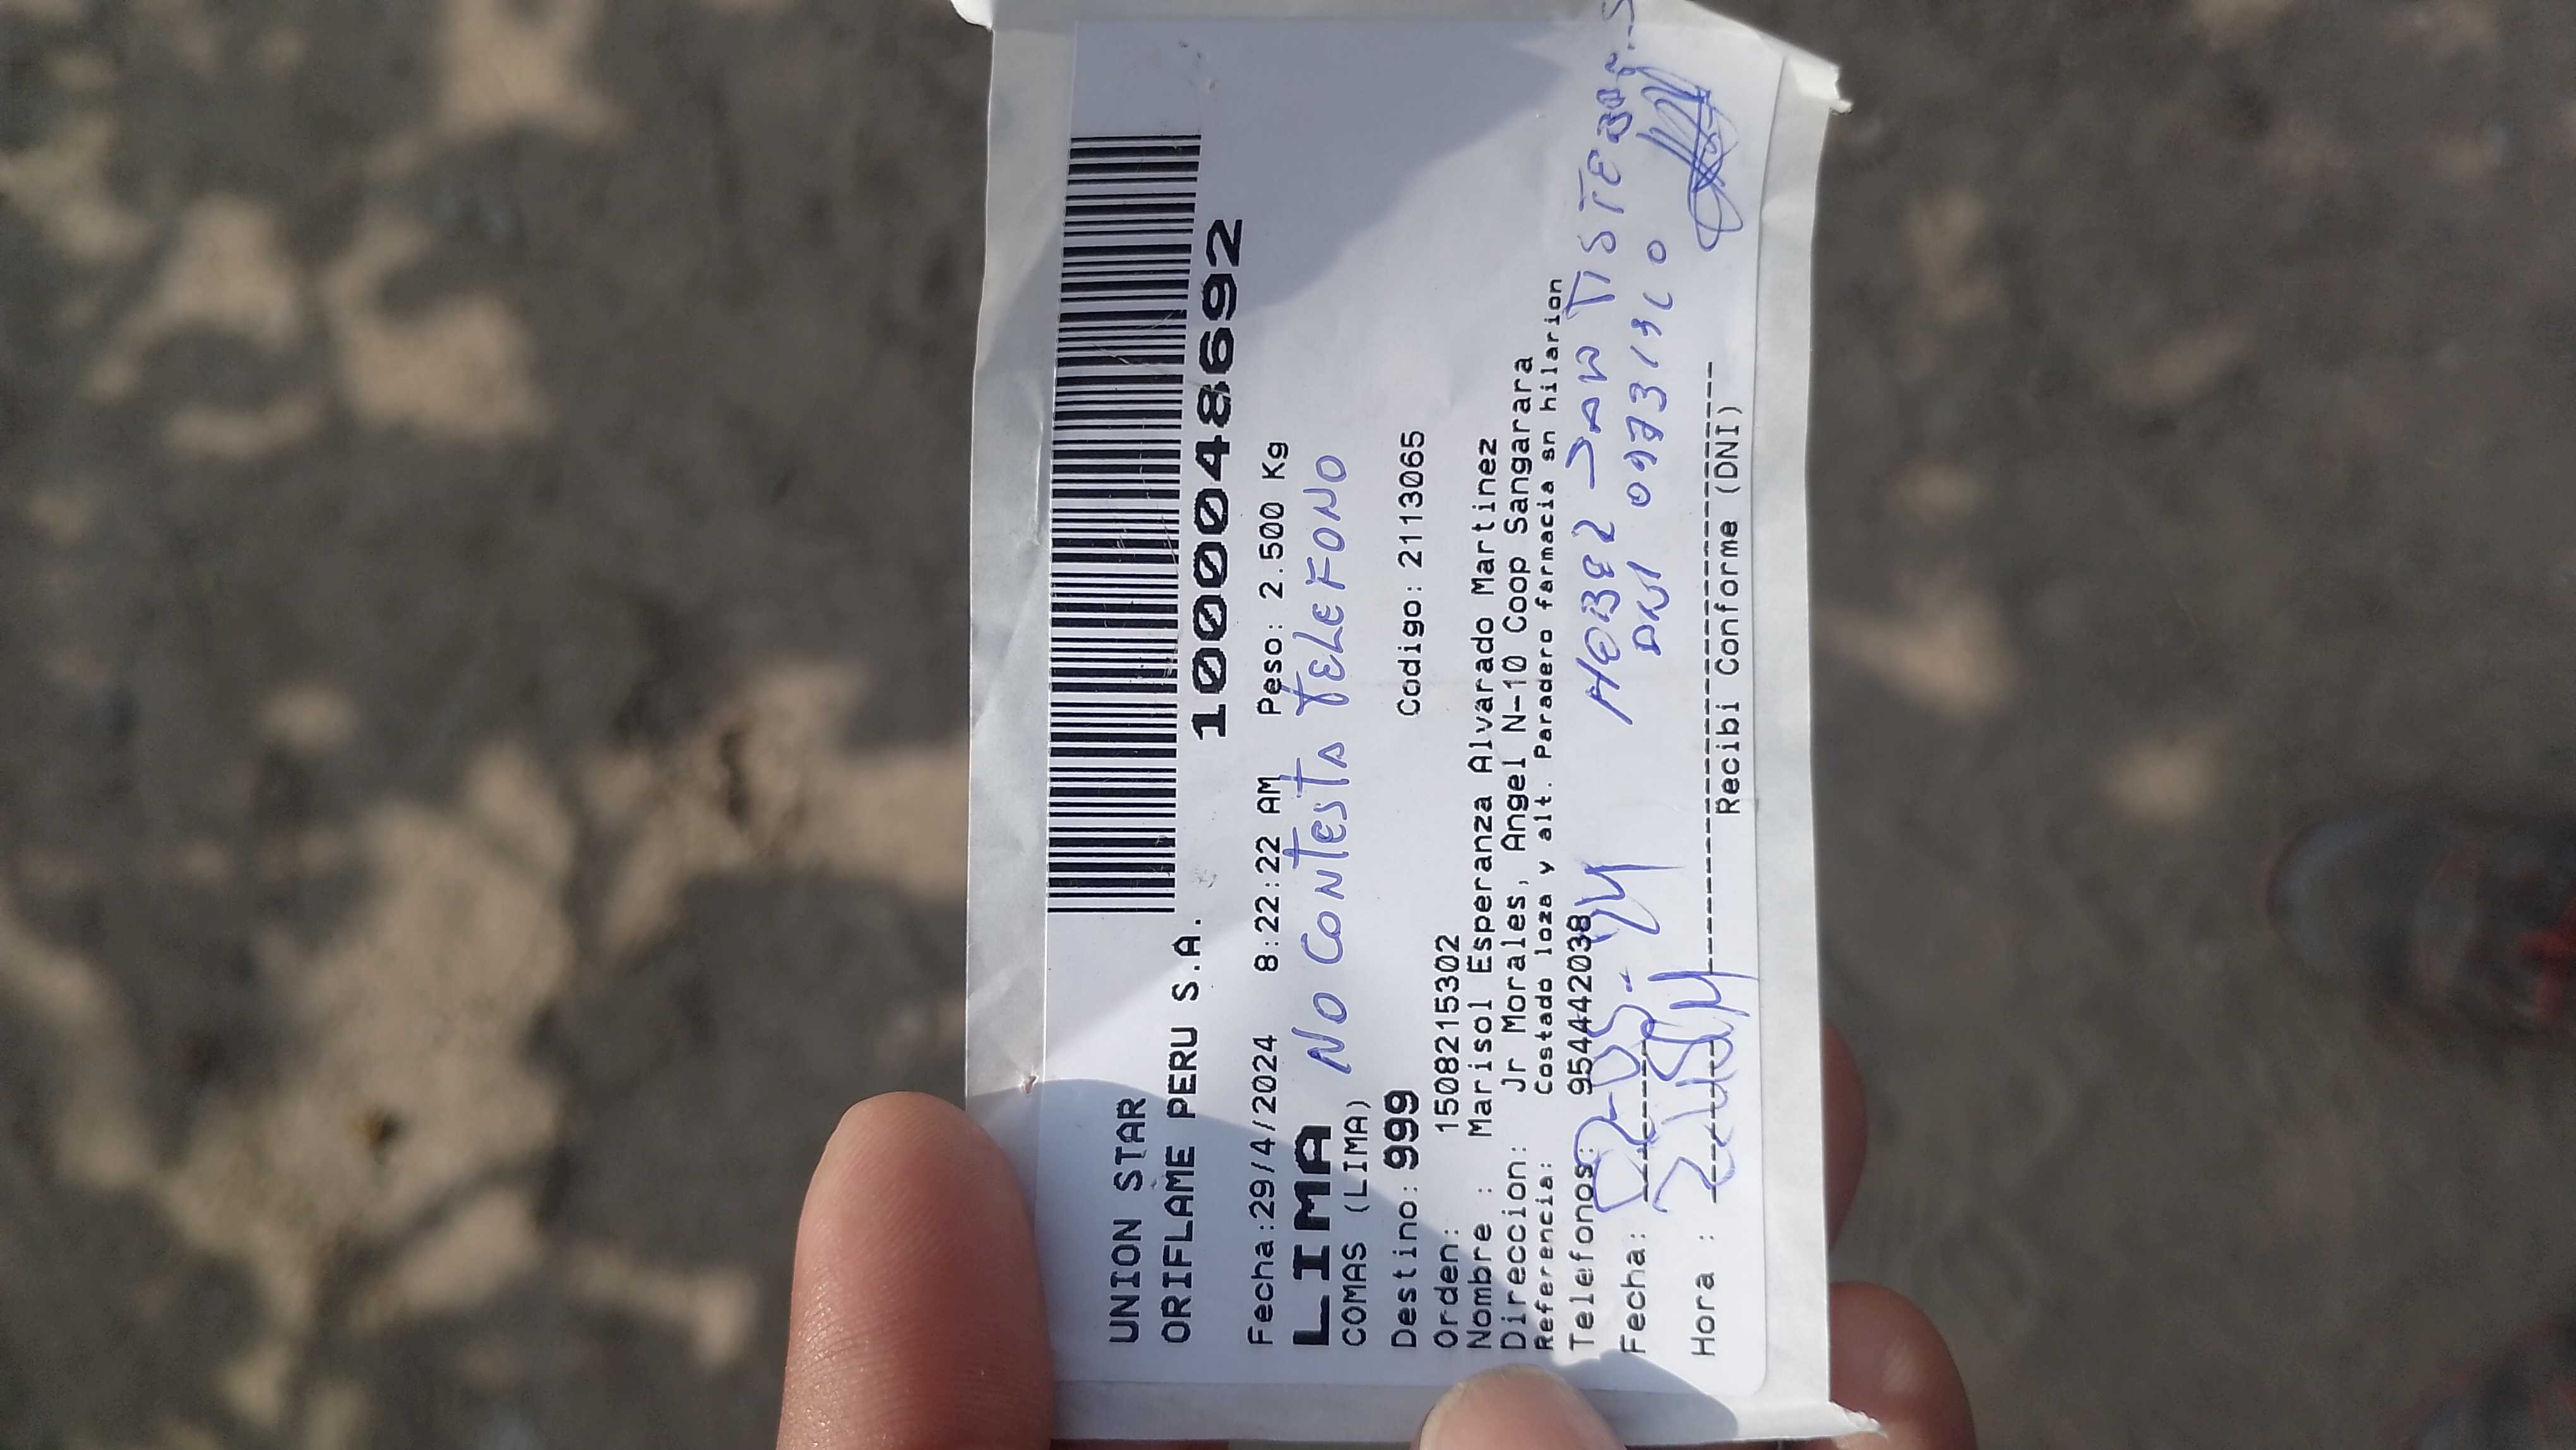 UNION STAR
ORIFLAME PERU S.A.
10000048692
Fecha:29/4/2024 8:22:22 AM Peso: 2.500 Kg
LIMA NO CONTESTA TELEFONO
COMAS (LIMA)
Destino: 999 Codigo: 2113065
Orden: 1508215302
Nombre : Marisol Esperanza Alvarado Martinez
Direccion: Jr Morales, Angel N-10 Coop Sangarara
Referencia: Costado loza y alt. Paradero farmacia sn hilarion
Telefonos: 954442038
Fecha: DNI
Hora :
Recibi Conforme (DNI)